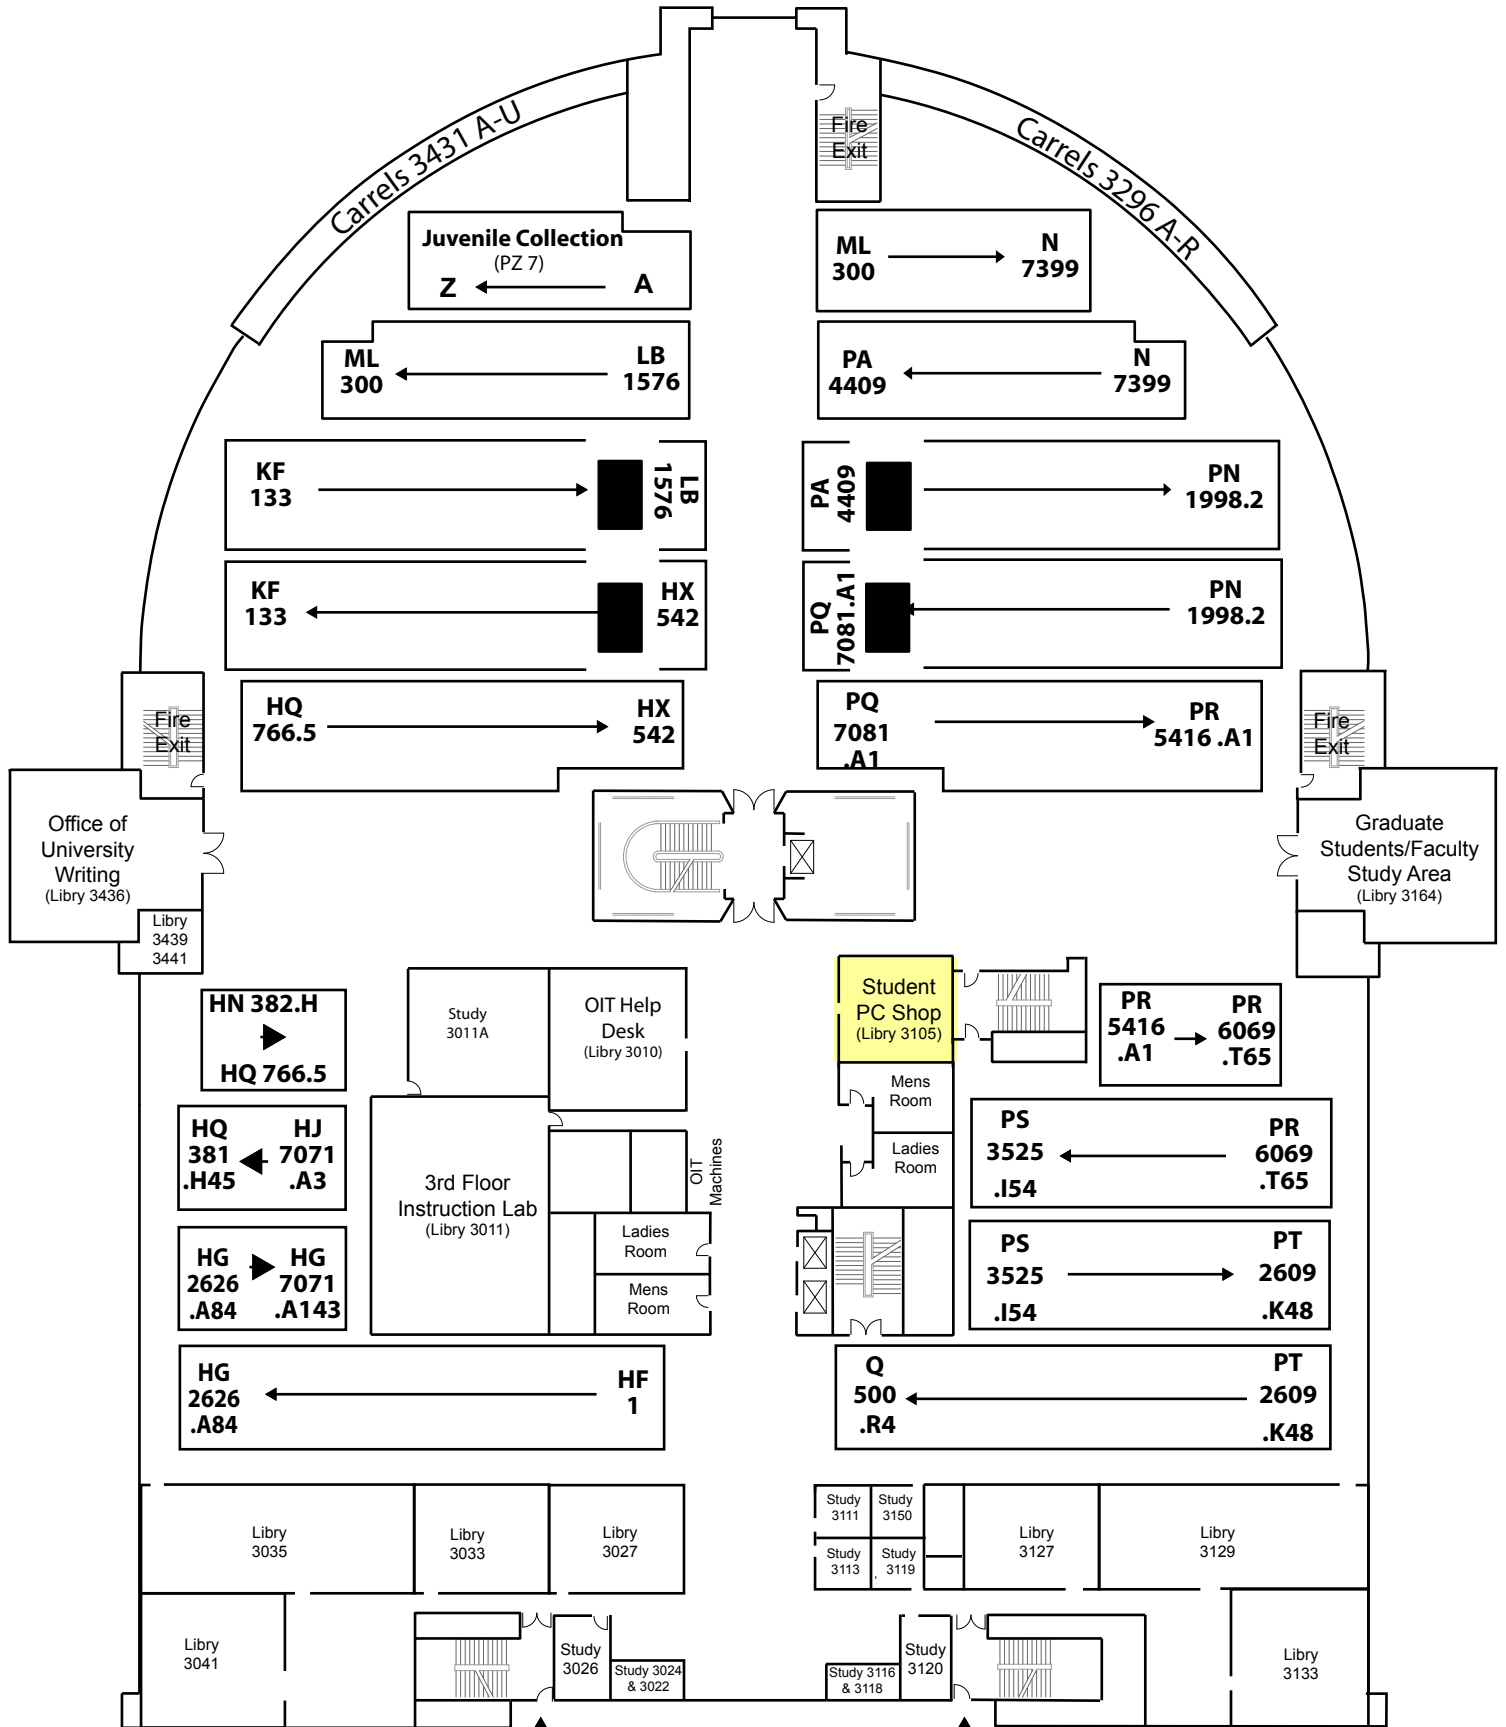 Carrels 3431 A-U
Carrels 3296 A-R
Fire
Exit
Juvenile Collection
(PZ 7)
Z
A
ML
300
N
7399
ML
300
LB
1576
PA
4409
N
7399
KF
133
LB
1576
PA
4409
PN
1998.2
KF
133
HX
542
PQ
7081.A1
PN
1998.2
HQ
766.5
HX
542
PQ
7081
.A1
PR
5416 .A1
Fire
Exit
Fire
Exit
Office of
University
Writing
(Libry 3436)
Libry
3439
3441
Graduate
Students/Faculty
Study Area
(Libry 3164)
HN 382.H
HQ 766.5
Study
3011A
OIT Help
Desk
(Libry 3010)
Student
PC Shop
(Libry 3105)
PR
5416
.A1
PR
6069
.T65
Mens
Room
Ladies
Room
HQ
381
.H45
HJ
7071
.A3
3rd Floor
Instruction Lab
(Libry 3011)
OIT
Machines
PS
3525
.I54
PR
6069
.T65
HG
2626
.A84
HG
7071
.A143
Ladies
Room
Mens
Room
PS
3525
.I54
PT
2609
.K48
HG
2626
.A84
HF
1
Q
500
.R4
PT
2609
.K48
Libry
3035
Libry
3033
Libry
3027
Study
3111
Study
3150
Study
3113
Study
3119
Libry
3127
Libry
3129
Libry
3041
Study
3026
Study 3024
& 3022
Study 3116
& 3118
Study
3120
Libry
3133